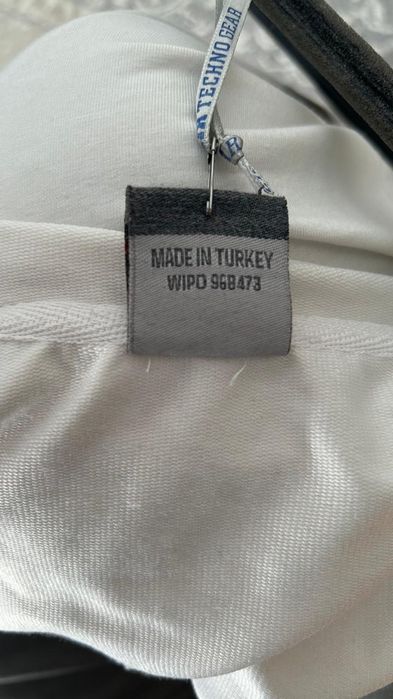 TECHNO GEAR
R
MADE IN TURKEY
WIPO 968473